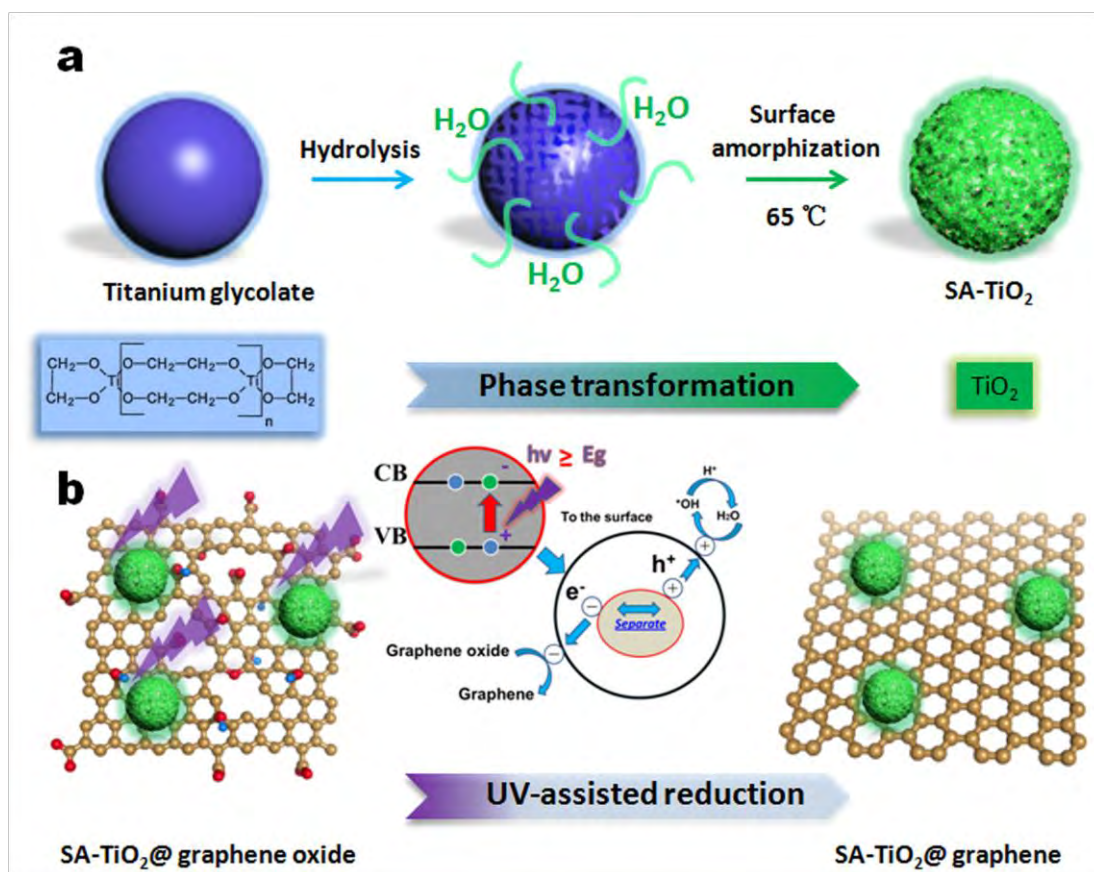 a
Hydrolysis
H₂O
H₂O
H₂O
Surface
amorphization
65 ℃
Titanium glycolate
SA-TiO₂
CH₂—O
CH₂—O
Ti
O—CH₂—CH₂—O
O—CH₂—CH₂—O
Ti
O—CH₂
O—CH₂
n
Phase transformation
TiO₂
b
CB
VB
hv ≥ Eg
-
+
To the surface
H⁺
•OH
H₂O
+
h⁺
+
e⁻
−
Separate
−
Graphene oxide
Graphene
UV-assisted reduction
SA-TiO₂@ graphene oxide
SA-TiO₂@ graphene